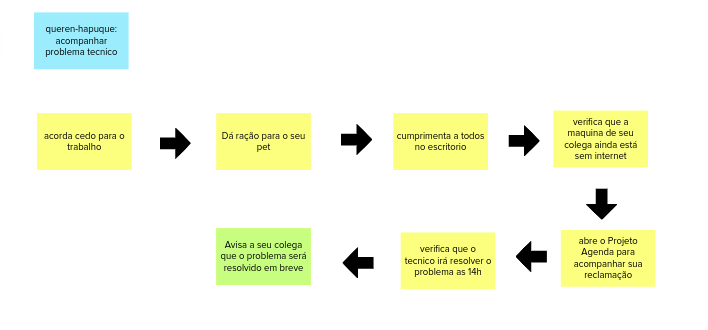 queren-hapuque:
acompanhar
problema tecnico
acorda cedo para o
trabalho
Dá ração para o seu
pet
cumprimenta a todos
no escritorio
verifica que a
maquina de seu
colega ainda está
sem internet
abre o Projeto
Agenda para
acompanhar sua
reclamação
verifica que o
tecnico irá resolver o
problema as 14h
Avisa a seu colega
que o problema será
resolvido em breve